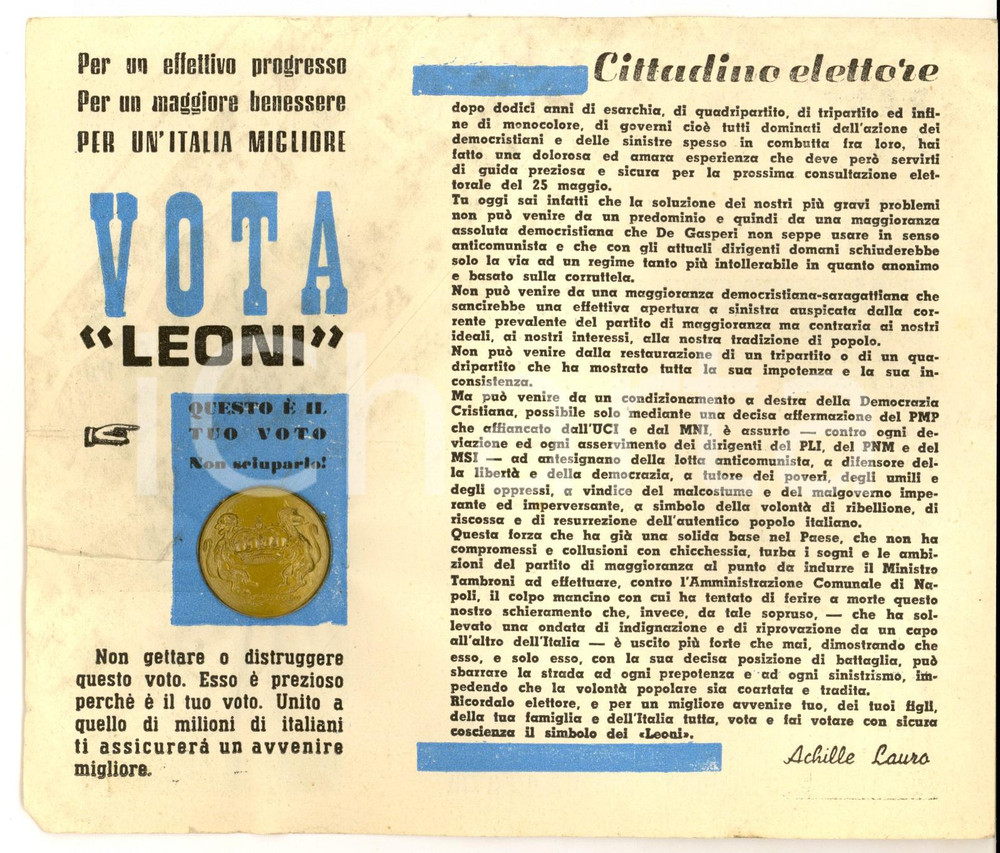 Per un effettivo progresso
Per un maggiore benessere
PER UN'ITALIA MIGLIORE
VOTA
"LEONI"
QUESTO È IL
TUO VOTO
Non sciuparlo!
Non gettare o distruggere
questo voto. Esso è prezioso
perchè è il tuo voto. Unito a
quello di milioni di italiani
ti assicurerá un avvenire
migliore.
Cittadino elettore
dopo dodici anni di esarchia, di quadripartito, di tripartito ed infi-
ne di monocolore, di governi cioè tutti dominati dall'azione dei
democristiani e delle sinistre spesso in combutta fra loro, hai
fatto una dolorosa ed amara esperienza che deve però servirti
di guida preziosa e sicura per la prossima consultazione elet-
torale del 25 maggio.
Tu oggi sai infatti che la soluzione dei nostri più gravi problemi
non può venire da un predominio e quindi da una maggioranza
assoluta democristiana che De Gasperi non seppe usare in senso
anticomunista e che con gli attuali dirigenti domani schiuderebbe
solo la via ad un regime tanto più intollerabile in quanto anonimo
e basato sulla corruttela.
Non può venire da una maggioranza democristiana-saragattiana che
sancirebbe una effettiva apertura a sinistra auspicata dalla cor-
rente prevalente del partito di maggioranza ma contraria ai nostri
ideali, ai nostri interessi, alla nostra tradizione di popolo.
Non può venire dalla restaurazione di un tripartito o di un qua-
dripartito che ha mostrato tutta la sua impotenza e la sua in-
consistenza.
Ma può venire da un condizionamento a destra della Democrazia
Cristiana, possibile solo mediante una decisa affermazione del PMP
che affiancato dall'UCI e dal MNI, è assurto — contro ogni de-
viazione ed ogni asservimento dei dirigenti del PLI, del PNM e del
MSI — ad antesignano della lotta anticomunista, a difensore del-
la libertà e della democrazia, a tutore dei poveri, degli umili e
degli oppressi, a vindice del malcostume e del malgoverno impe-
rante ed imperversante, a simbolo della volontà di ribellione, di
riscossa e di resurrezione dell'autentico popolo italiano.
Questa forza che ha già una solida base nel Paese, che non ha
compromessi e collusioni con chicchessia, turba i sogni e le ambi-
zioni del partito di maggioranza al punto da indurre il Ministro
Tambroni ad effettuare, contro l'Amministrazione Comunale di Na-
poli, il colpo mancino con cui ha tentato di ferire a morte questo
nostro schieramento che, invece, da tale sopruso, — che ha sol-
levato una ondata di indignazione e di riprovazione da un capo
all'altro dell'Italia — è uscito più forte che mai, dimostrando che
esso, e solo esso, con la sua decisa posizione di battaglia, può
sbarrare la strada ad ogni prepotenza e ad ogni sinistrismo, im-
pedendo che la volontà popolare sia coartata e tradita.
Ricordalo elettore, e per un migliore avvenire tuo, dei tuoi figli,
della tua famiglia e dell'Italia tutta, vota e fai votare con sicura
coscienza il simbolo dei «Leoni».
Achille Lauro